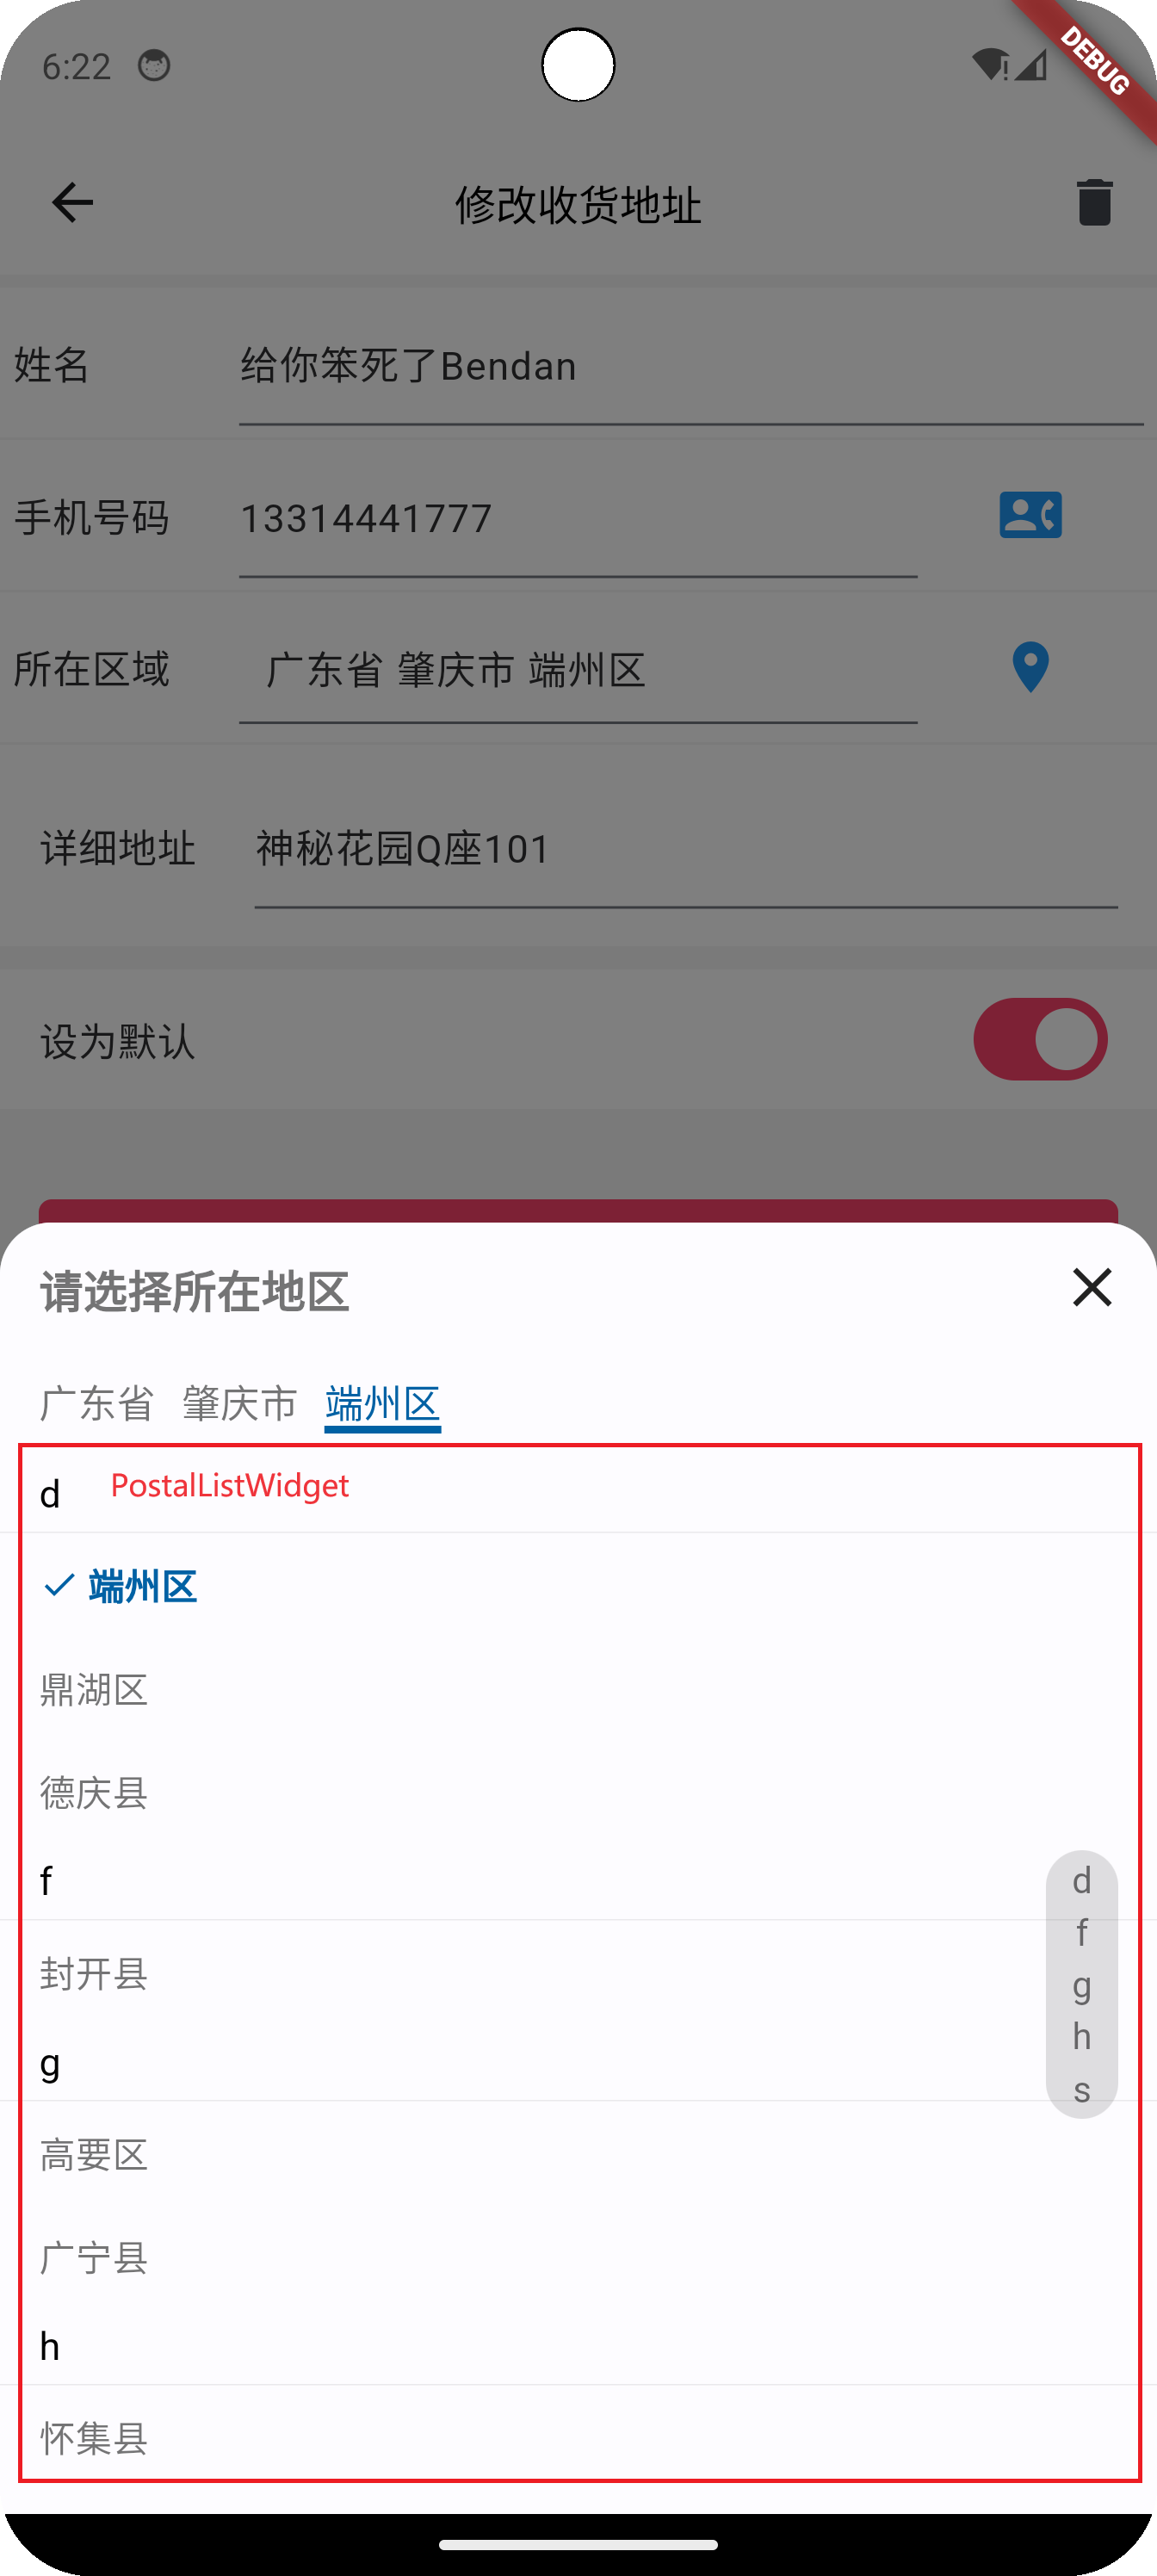 6:22
DEBUG
修改收货地址
姓名 给你笨死了Bendan
手机号码 13314441777
所在区域 广东省 肇庆市 端州区
详细地址 神秘花园Q座101
设为默认
请选择所在地区
广东省 肇庆市 端州区
d PostalListWidget
端州区
鼎湖区
德庆县
f
封开县
g
高要区
广宁县
h
怀集县
d
f
g
h
s